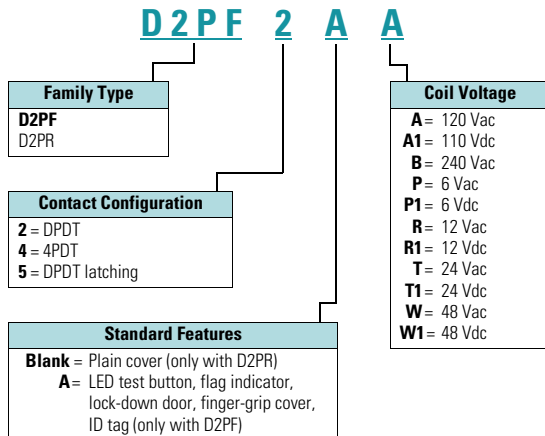 D2PF 2 A A
Family Type
D2PF
D2PR
Contact Configuration
2 = DPDT
4 = 4PDT
5 = DPDT latching
Standard Features
Blank = Plain cover (only with D2PR)
A = LED test button, flag indicator,
lock-down door, finger-grip cover,
ID tag (only with D2PF)
Coil Voltage
A = 120 Vac
A1 = 110 Vdc
B = 240 Vac
P = 6 Vac
P1 = 6 Vdc
R = 12 Vac
R1 = 12 Vdc
T = 24 Vac
T1 = 24 Vdc
W = 48 Vac
W1 = 48 Vdc